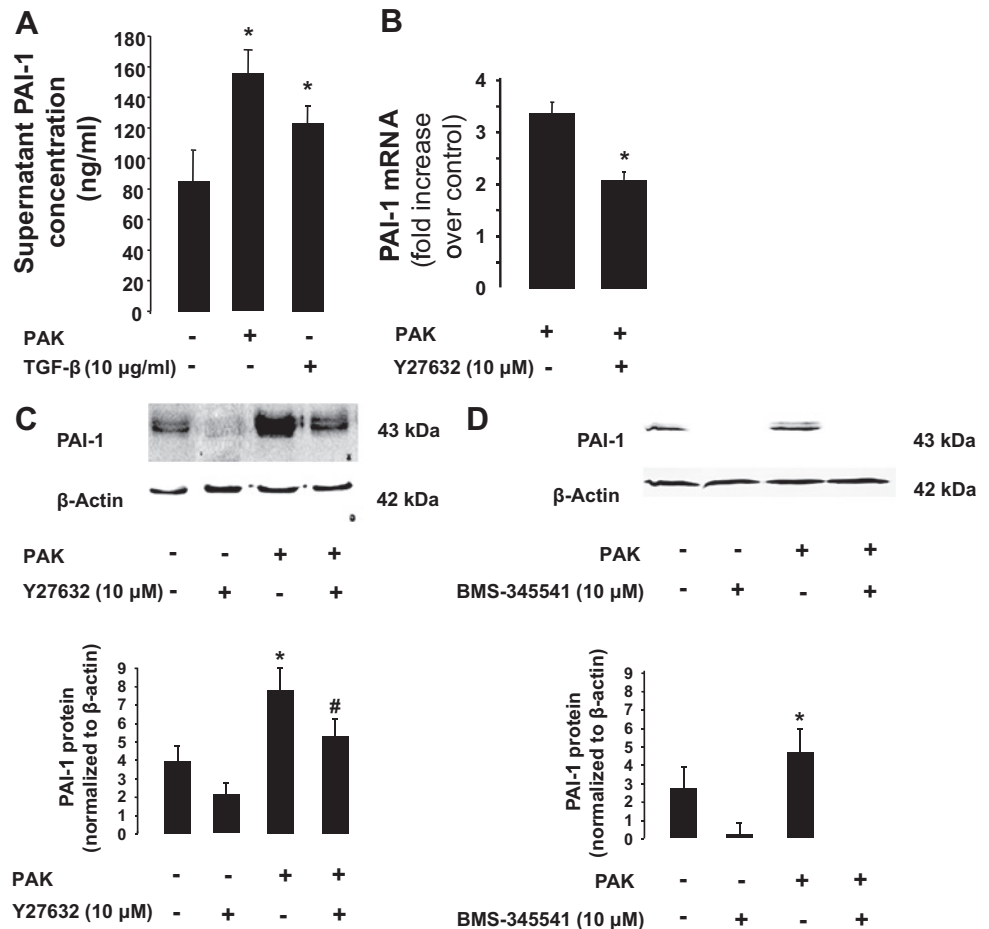 A
Supernatant PAI-1
concentration
(ng/ml)
180
160
140
120
100
80
60
40
20
0
*
*
PAK - + -
TGF-β (10 μg/ml) - - +
B
PAI-1 mRNA
(fold increase
over control)
4
3
2
1
0
*
PAK + +
Y27632 (10 μM) - +
C
PAI-1 43 kDa
β-Actin 42 kDa
PAK - - + +
Y27632 (10 μM) - + - +
PAI-1 protein
(normalized to β-actin)
9
8
7
6
5
4
3
2
1
0
*
#
PAK - - + +
Y27632 (10 μM) - + - +
D
PAI-1 43 kDa
β-Actin 42 kDa
PAK - - + +
BMS-345541 (10 μM) - + - +
PAI-1 protein
(normalized to β-actin)
9
8
7
6
5
4
3
2
1
0
*
PAK - - + +
BMS-345541 (10 μM) - + - +